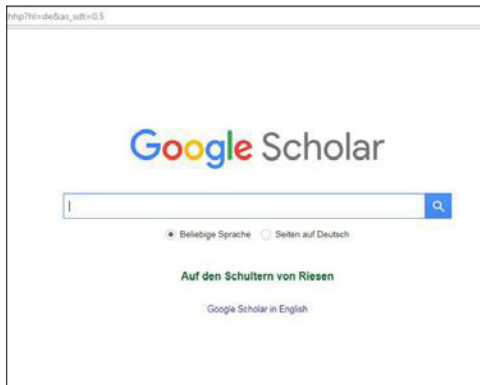 hhp?hl=de&as_sdt=0.5
Google Scholar
Beliebige Sprache Seiten auf Deutsch
Auf den Schultern von Riesen
Google Scholar in English